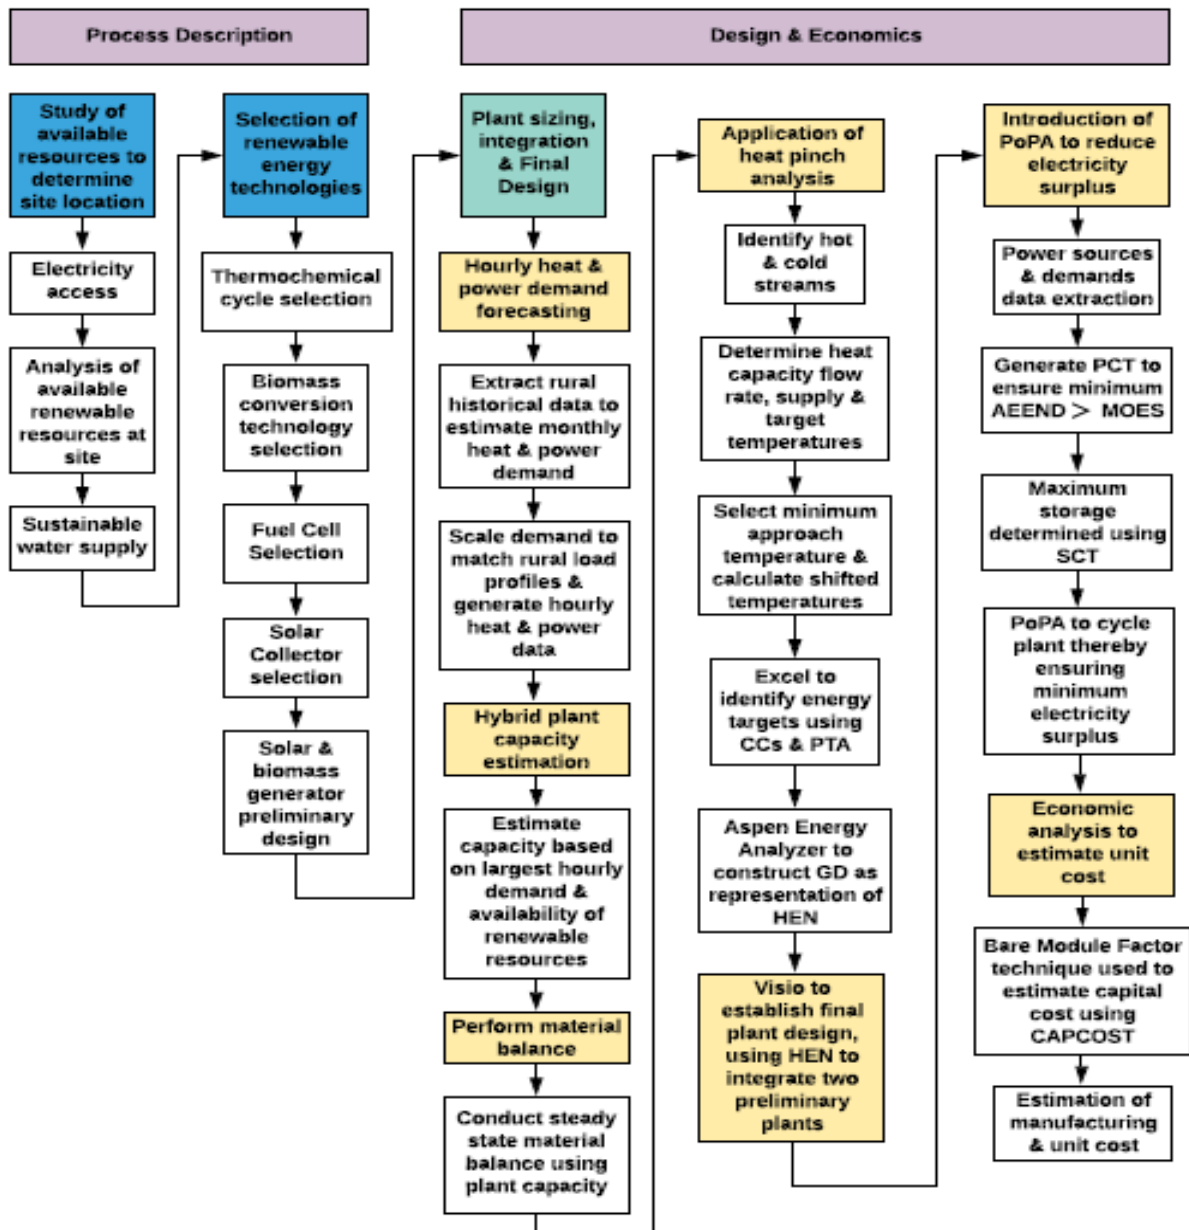 Process Description
Design & Economics
Study of
available
resources to
determine
site location
Electricity
access
Analysis of
available
renewable
resources at
site
Sustainable
water supply
Selection of
renewable
energy
technologies
Thermochemical
cycle selection
Biomass
conversion
technology
selection
Fuel Cell
Selection
Solar
Collector
selection
Solar &
biomass
generator
preliminary
design
Plant sizing,
integration
& Final
Design
Hourly heat &
power demand
forecasting
Extract rural
historical data to
estimate monthly
heat & power
demand
Scale demand to
match rural load
profiles &
generate hourly
heat & power
data
Hybrid plant
capacity
estimation
Estimate
capacity based
on largest hourly
demand &
availability of
renewable
resources
Perform material
balance
Conduct steady
state material
balance using
plant capacity
Application of
heat pinch
analysis
Identify hot
& cold
streams
Determine heat
capacity flow
rate, supply &
target
temperatures
Select minimum
approach
temperature &
calculate shifted
temperatures
Excel to
identify energy
targets using
CCs & PTA
Aspen Energy
Analyzer to
construct GD as
representation of
HEN
Visio to
establish final
plant design,
using HEN to
integrate two
preliminary
plants
Introduction of
PoPA to reduce
electricity
surplus
Power sources
& demands
data extraction
Generate PCT to
ensure minimum
AEEND > MOES
Maximum
storage
determined using
SCT
PoPA to cycle
plant thereby
ensuring
minimum
electricity
surplus
Economic
analysis to
estimate unit
cost
Bare Module Factor
technique used to
estimate capital
cost using
CAPCOST
Estimation of
manufacturing
& unit cost